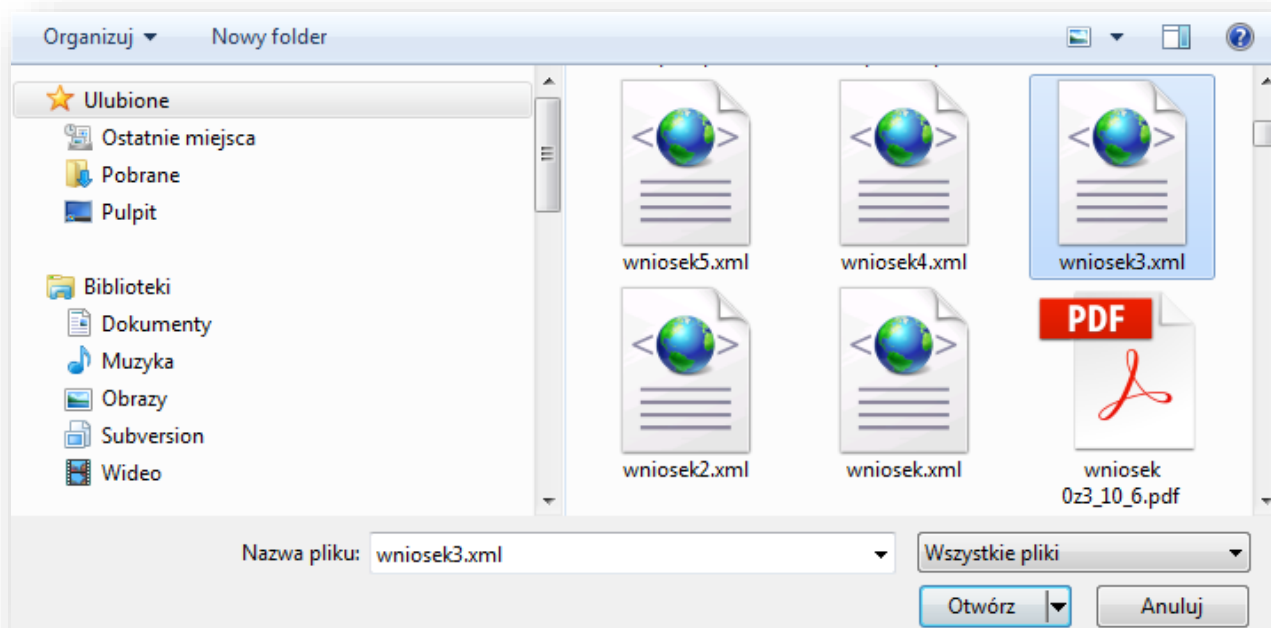 Organizuj Nowy folder
Ulubione
Ostatnie miejsca
Pobrane
Pulpit
Biblioteki
Dokumenty
Muzyka
Obrazy
Subversion
Wideo
wniosek5.xml wniosek4.xml wniosek3.xml
PDF
wniosek2.xml wniosek.xml wniosek
0z3_10_6.pdf
Nazwa pliku: wniosek3.xml Wszystkie pliki
Otwórz Anuluj